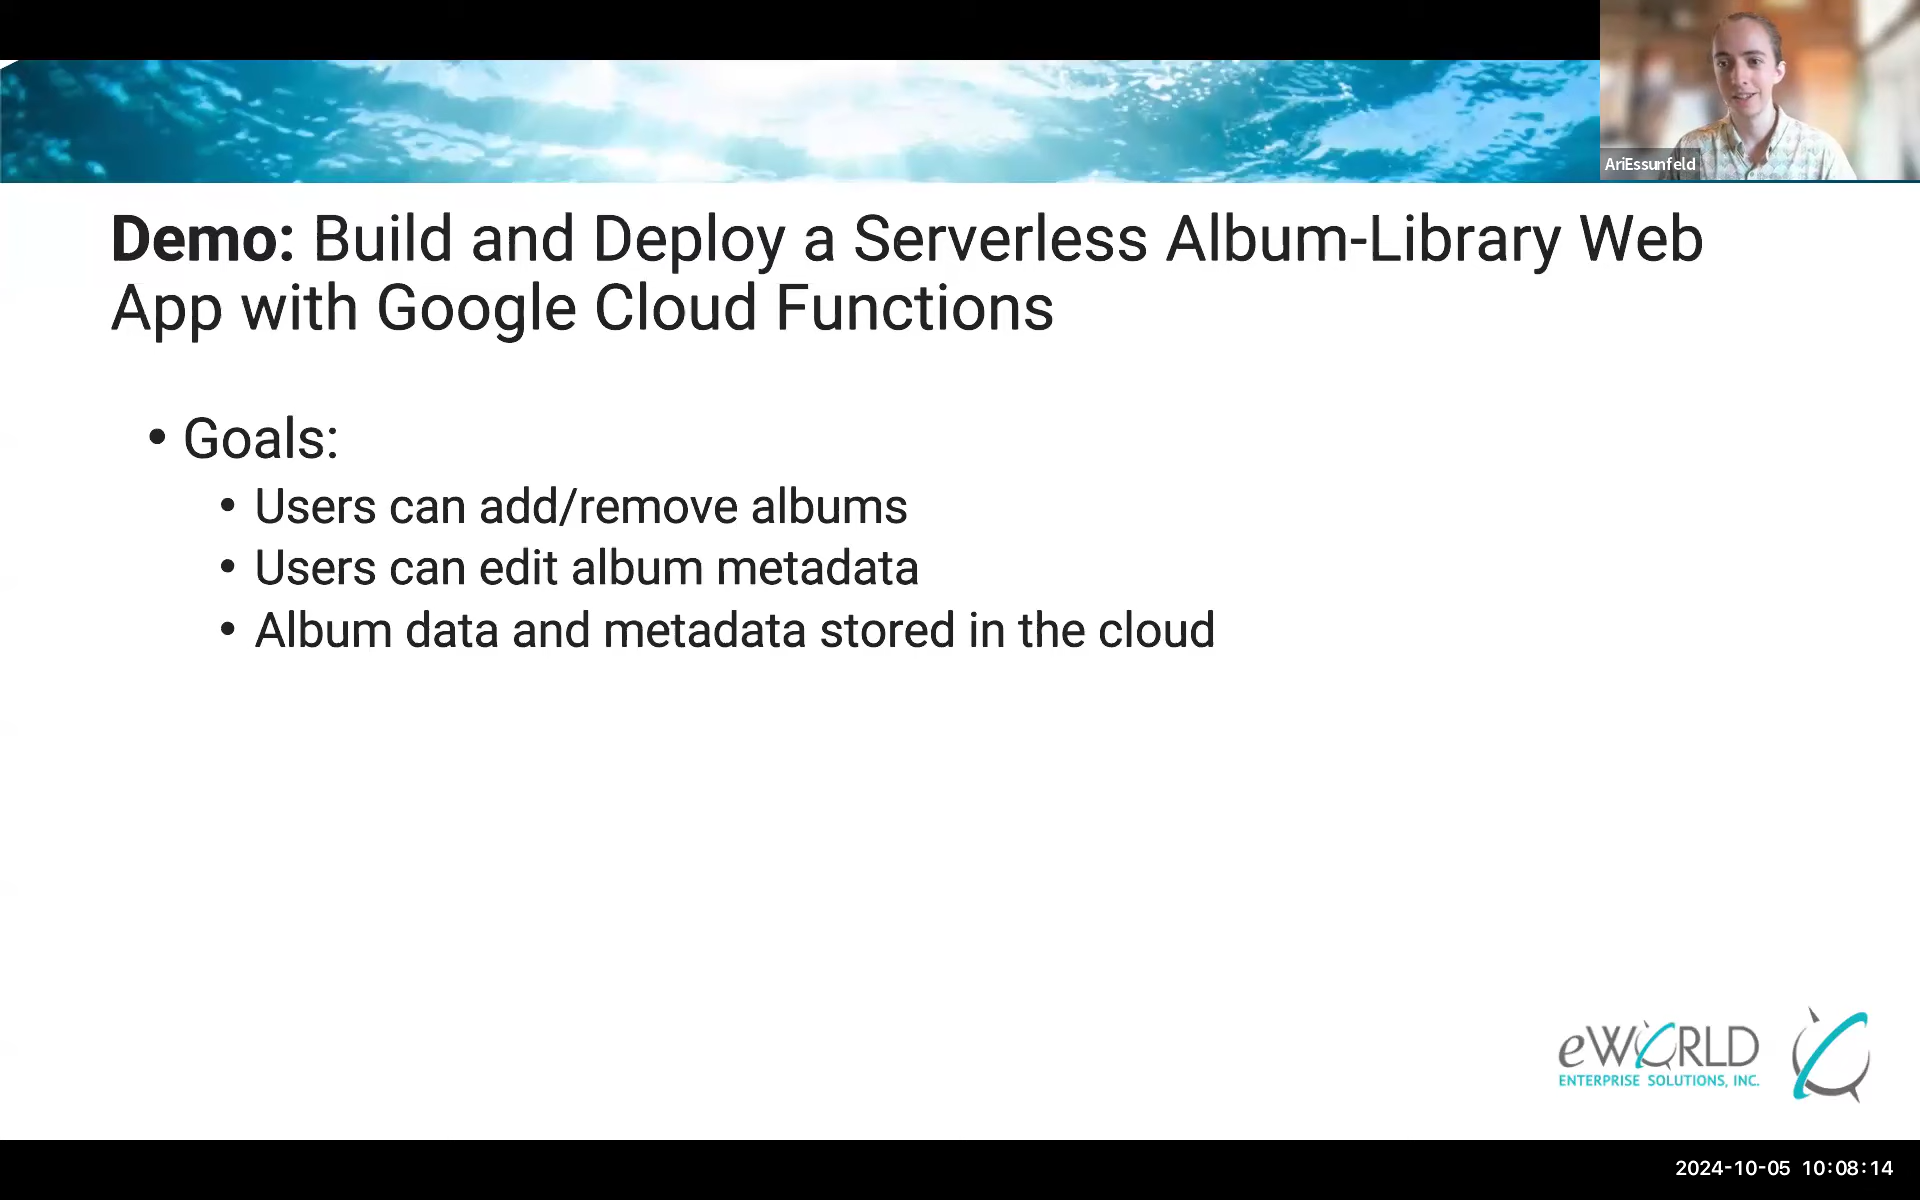 AriEssunfeld
Demo: Build and Deploy a Serverless Album-Library Web
App with Google Cloud Functions
• Goals:
• Users can add/remove albums
• Users can edit album metadata
• Album data and metadata stored in the cloud
eWORLD
ENTERPRISE SOLUTIONS, INC.
2024-10-05 10:08:14